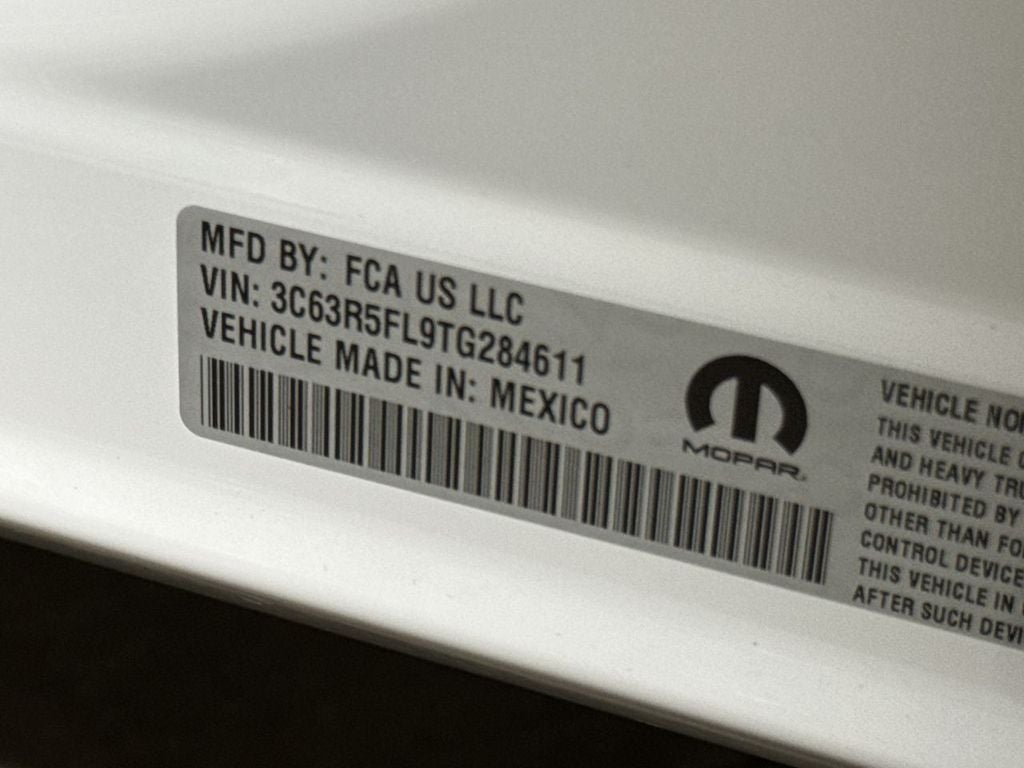 MFD BY: FCA US LLC
VIN: 3C63R5FL9TG284611
VEHICLE MADE IN: MEXICO
MOPAR
VEHICLE
THIS VEHICLE
AND HEAVY
PROHIBITED BY
OTHER THAN
CONTROL
THIS VEHICLE IN
AFTER SUCH